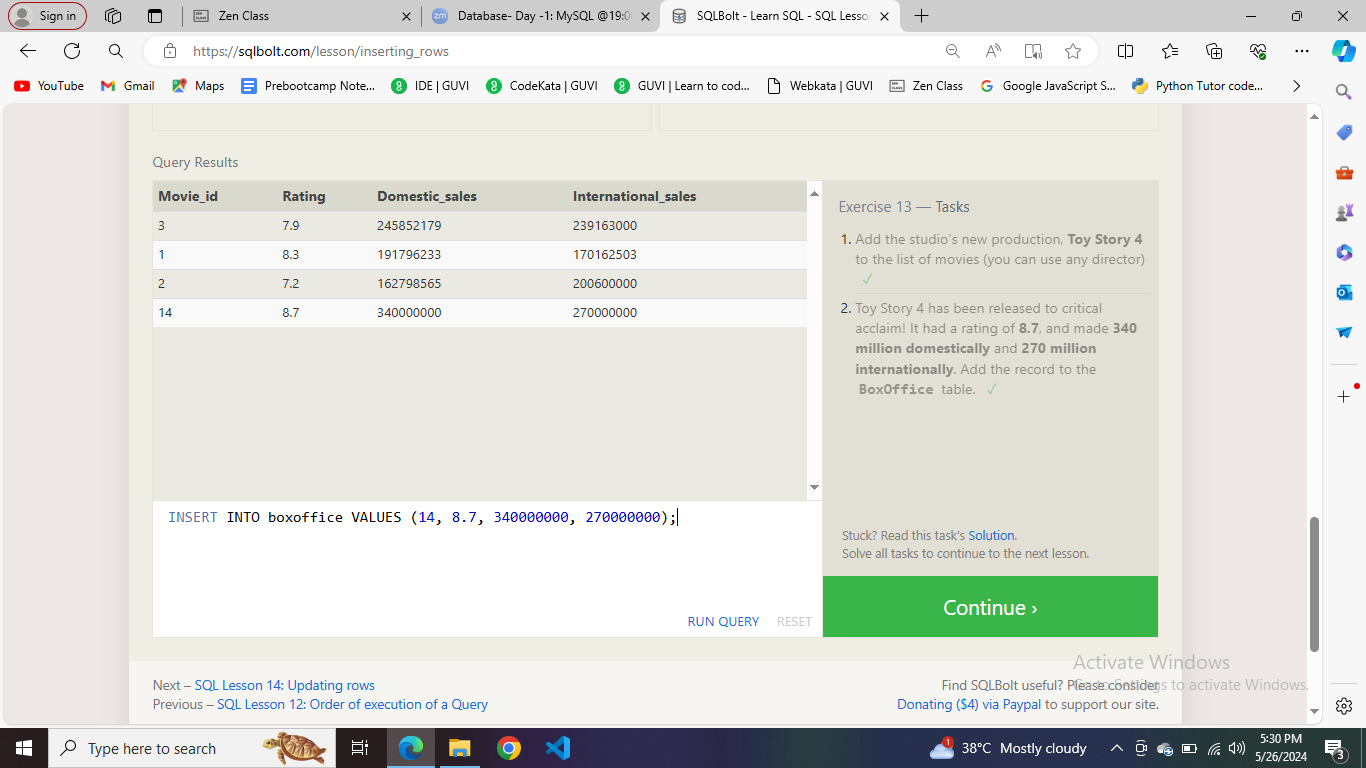 Sign in
Zen Class
Database- Day -1: MySQL @19:0
SQLBolt - Learn SQL - SQL Lesso
https://sqlbolt.com/lesson/inserting_rows
YouTube
Gmail
Maps
Prebootcamp Note...
IDE | GUVI
CodeKata | GUVI
GUVI | Learn to cod...
Webkata | GUVI
Zen Class
Google JavaScript S...
Python Tutor code...
Query Results
Movie_id Rating Domestic_sales International_sales
3 7.9 245852179 239163000
1 8.3 191796233 170162503
2 7.2 162798565 200600000
14 8.7 340000000 270000000
Exercise 13 — Tasks
1. Add the studio's new production, Toy Story 4
to the list of movies (you can use any director)
✓
2. Toy Story 4 has been released to critical
acclaim! It had a rating of 8.7, and made 340
million domestically and 270 million
internationally. Add the record to the
BoxOffice table. ✓
INSERT INTO boxoffice VALUES (14, 8.7, 340000000, 270000000);
RUN QUERY RESET
Stuck? Read this task's Solution.
Solve all tasks to continue to the next lesson.
Continue ›
Next – SQL Lesson 14: Updating rows
Previous – SQL Lesson 12: Order of execution of a Query
Find SQLBolt useful? Please consider
Donating ($4) via Paypal to support our site.
Activate Windows
Go to Settings to activate Windows.
Type here to search
1
38°C Mostly cloudy
5:30 PM
5/26/2024
3